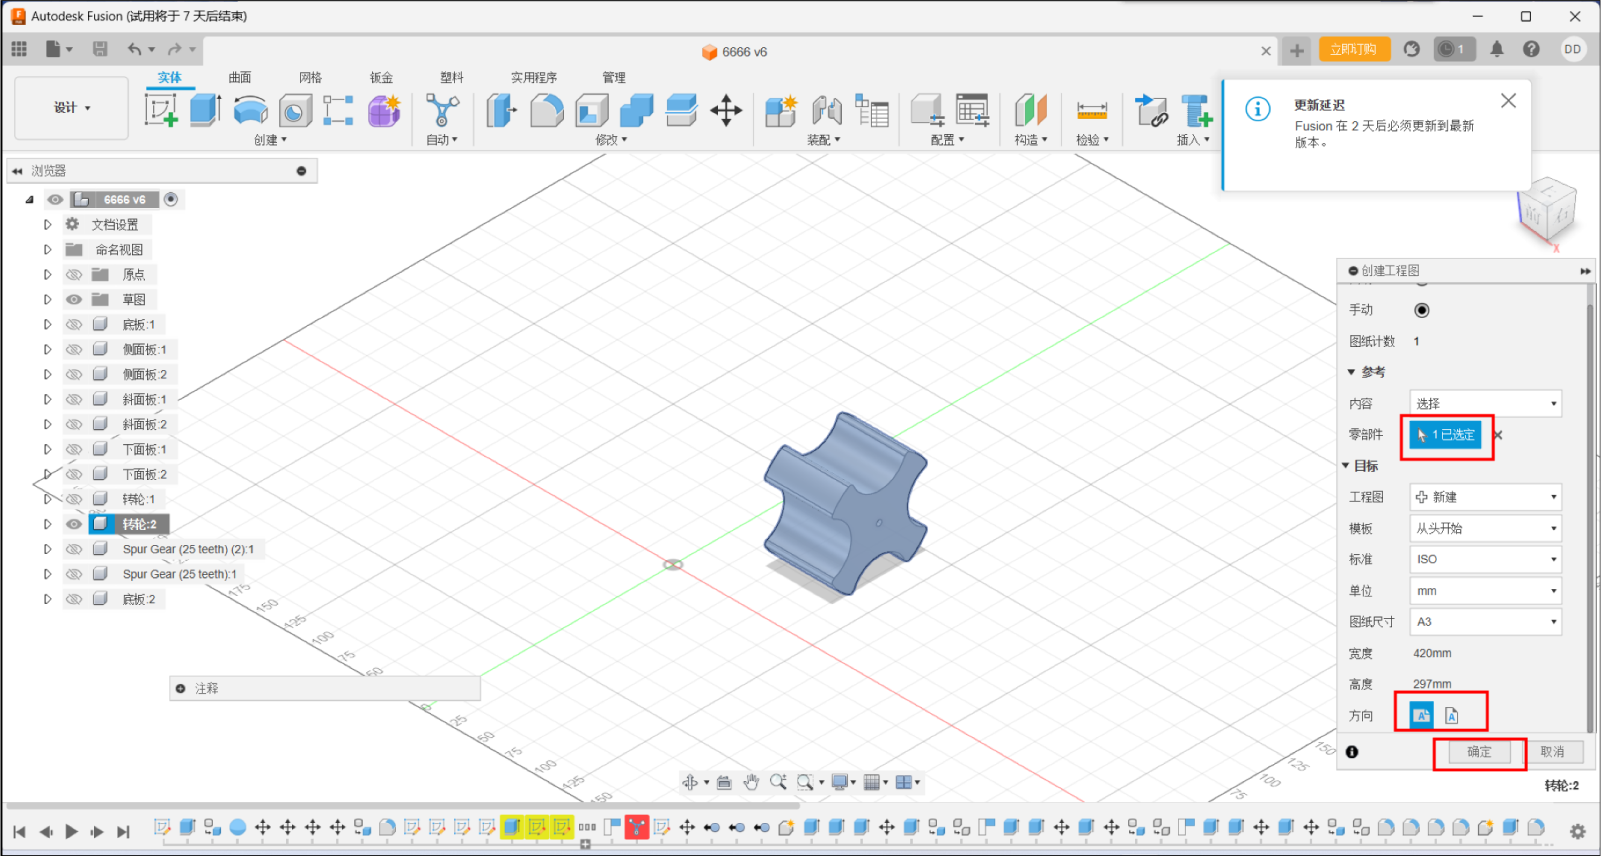 Autodesk Fusion (试用将于 7 天后结束)
6666 v6
立即订购
1
DD
实体 曲面 网格 钣金 塑料 实用程序 管理
设计
创建 自动 修改 装配 配置 构造 检验 插入
更新延迟
Fusion 在 2 天后必须更新到最新
版本。
浏览器
6666 v6
文档设置
命名视图
原点
草图
底板:1
侧面板:1
侧面板:2
斜面板:1
斜面板:2
下面板:1
下面板:2
转轮:1
转轮:2
Spur Gear (25 teeth) (2):1
Spur Gear (25 teeth):1
底板:2
注释
175
150
125
100
75
50
0
25
50
75
100
125
150
150
125
100
75
X
创建工程图
手动
图纸计数 1
参考
内容 选择
零部件 1 已选定
目标
工程图 新建
模板 从头开始
标准 ISO
单位 mm
图纸尺寸 A3
宽度 420mm
高度 297mm
方向 A A
确定 取消
转轮:2